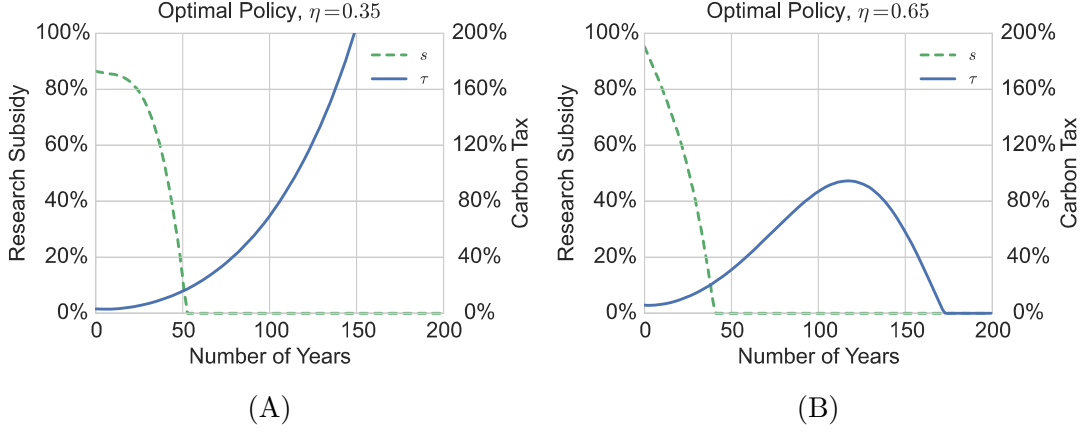 Optimal Policy, η=0.35
100%
80%
60%
40%
20%
0%
Research Subsidy
200%
160%
120%
80%
40%
0%
Carbon Tax
s
τ
0
50
100
150
200
Number of Years
(A)
Optimal Policy, η=0.65
100%
80%
60%
40%
20%
0%
Research Subsidy
200%
160%
120%
80%
40%
0%
Carbon Tax
s
τ
0
50
100
150
200
Number of Years
(B)